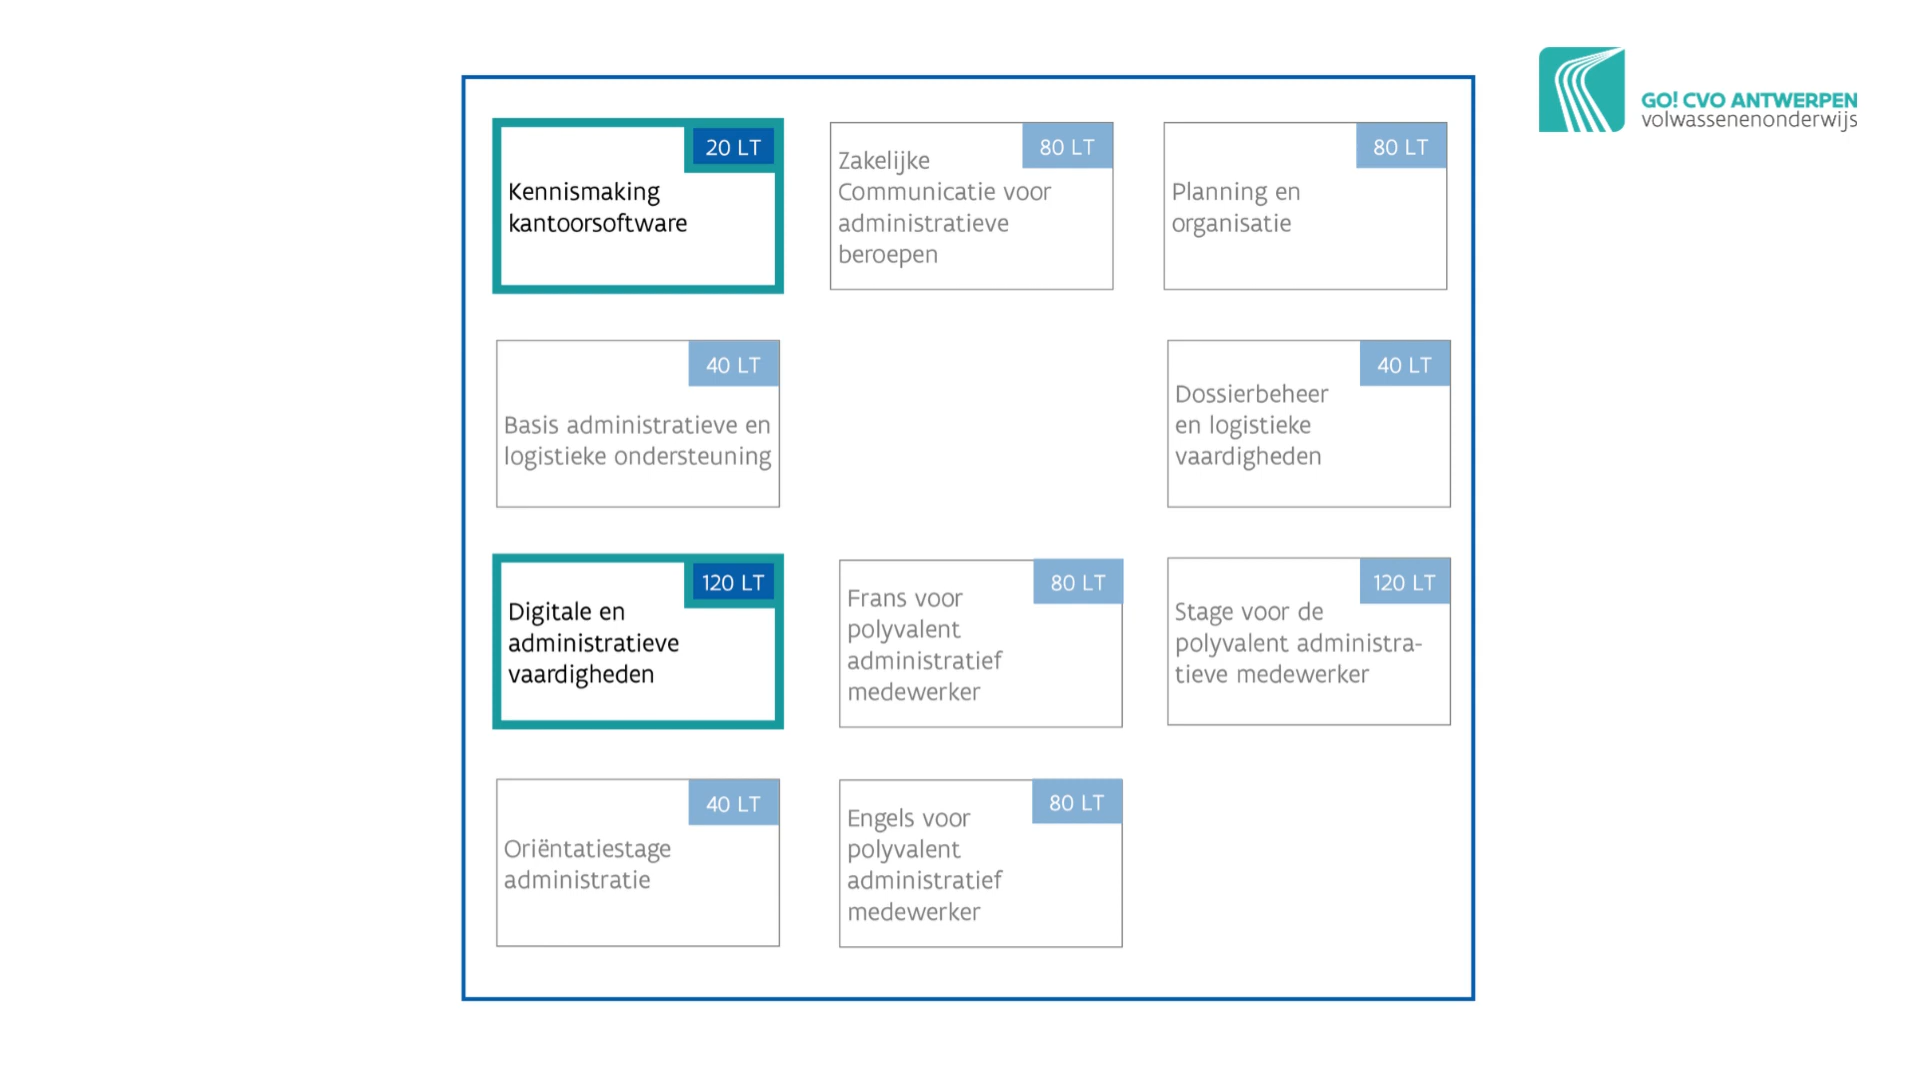 GO! CVO ANTWERPEN
volwassenenonderwijs
20 LT
Kennismaking
kantoorsoftware
80 LT
Zakelijke
Communicatie voor
administratieve
beroepen
80 LT
Planning en
organisatie
40 LT
Basis administratieve en
logistieke ondersteuning
40 LT
Dossierbeheer
en logistieke
vaardigheden
120 LT
Digitale en
administratieve
vaardigheden
80 LT
Frans voor
polyvalent
administratief
medewerker
120 LT
Stage voor de
polyvalent administra-
tieve medewerker
40 LT
Oriëntatiestage
administratie
80 LT
Engels voor
polyvalent
administratief
medewerker